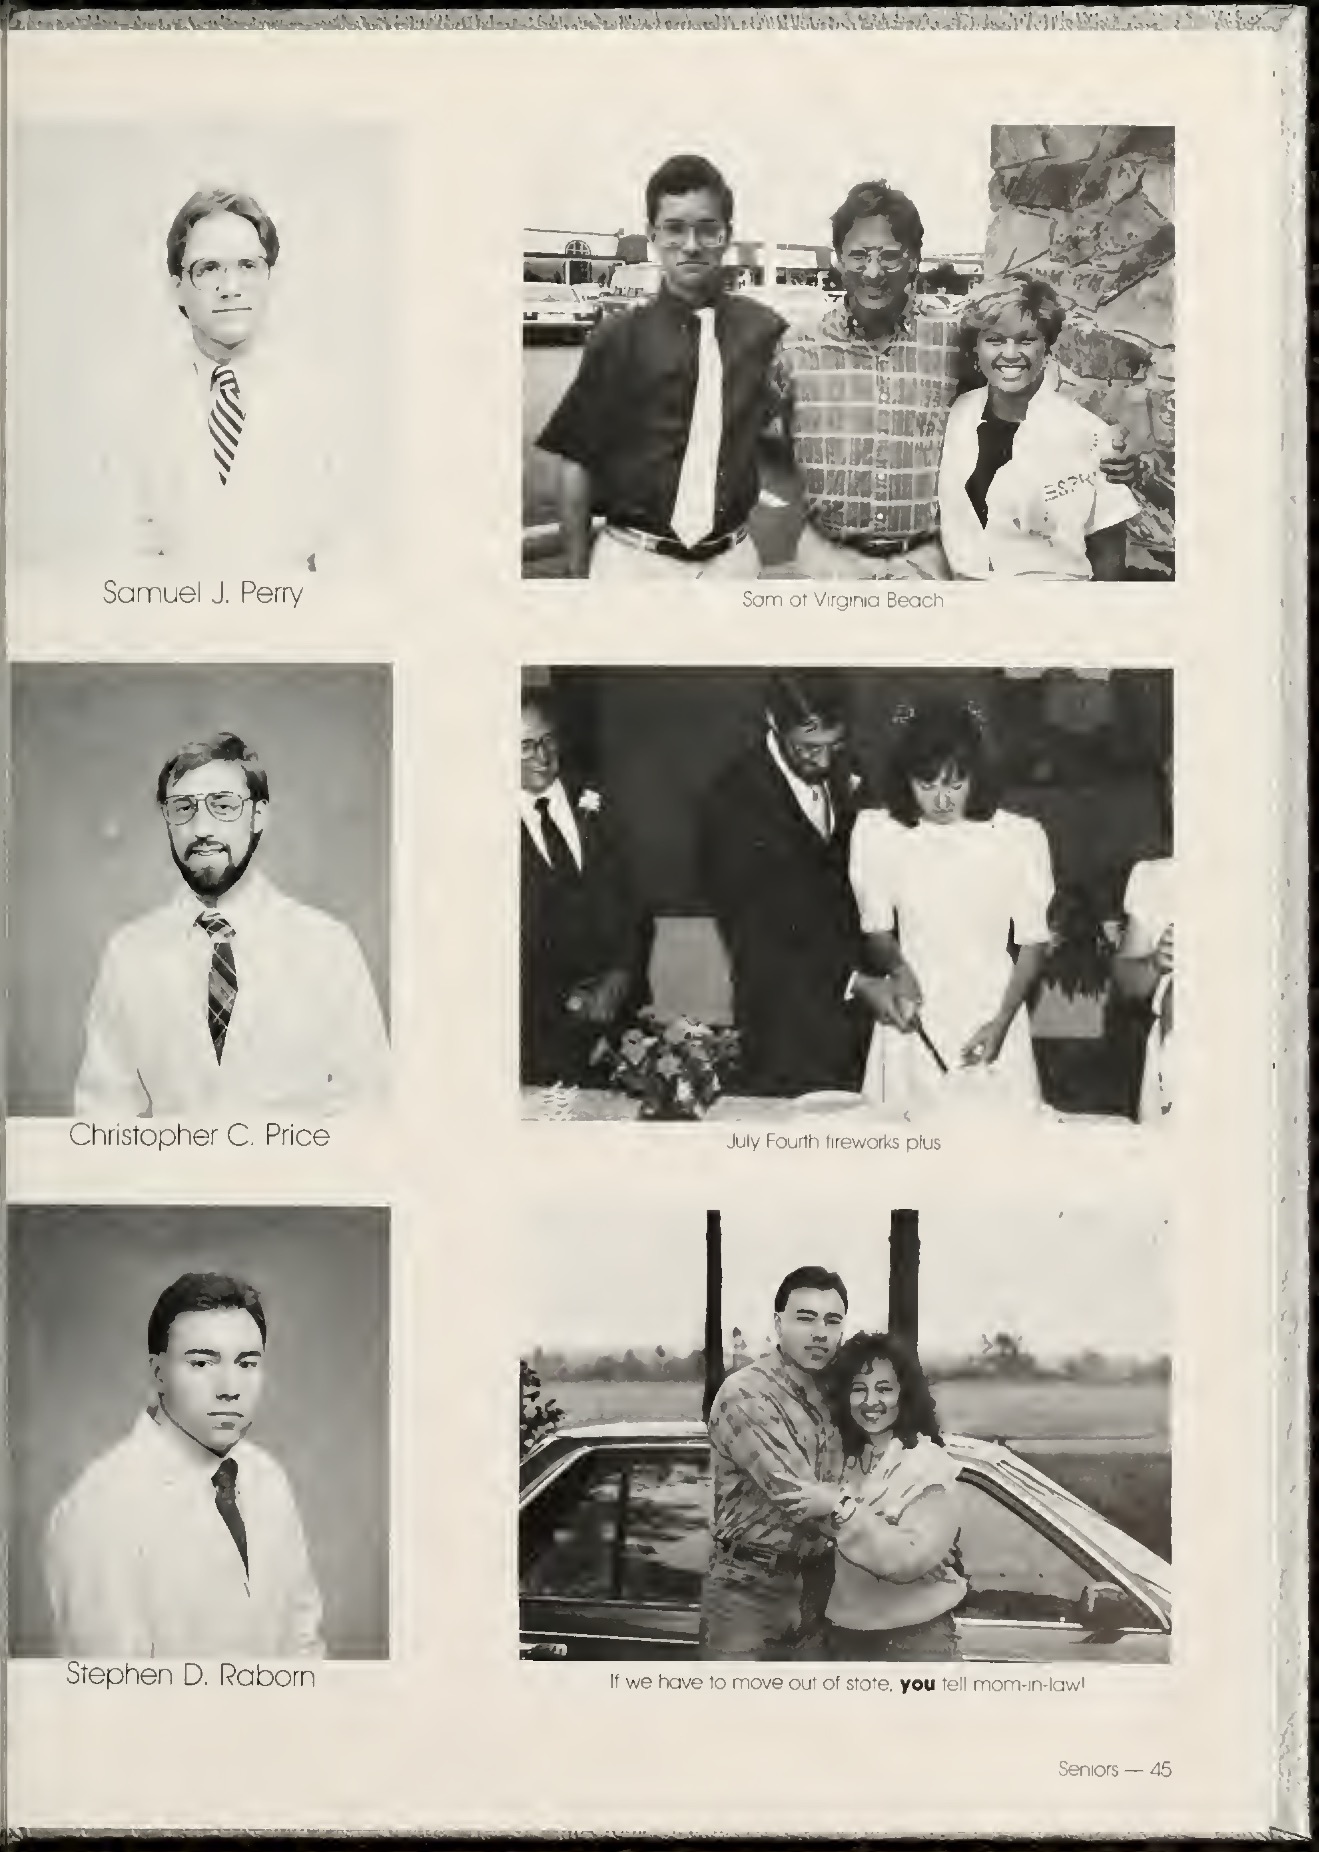 Samuel J. Perry
Sam at Virginia Beach
ESPRI
Christopher C. Price
July Fourth fireworks plus
Stephen D. Raborn
If we have to move out of state, you tell mom-in-law!
Seniors — 45